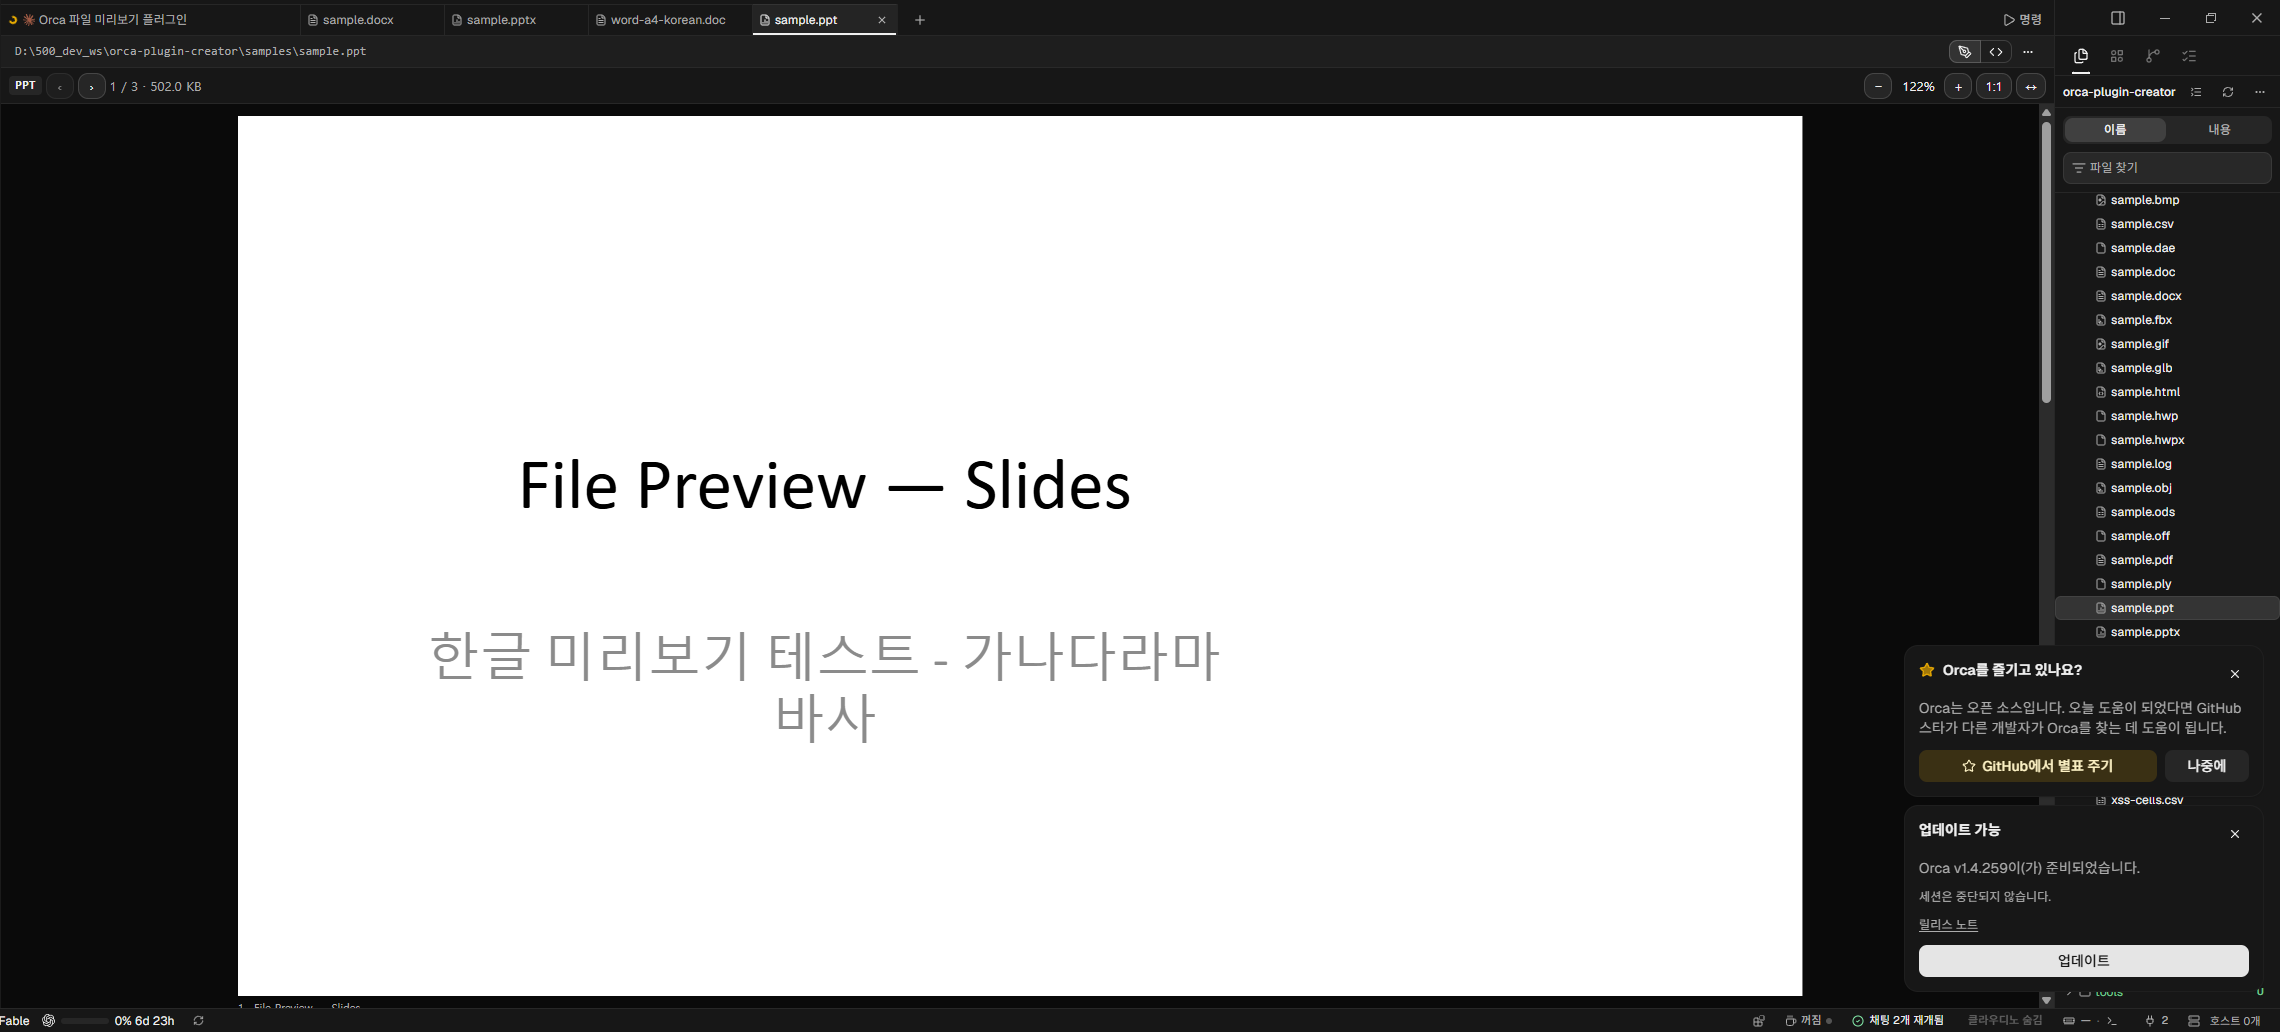 Orca 파일 미리보기 플러그인
sample.docx
sample.pptx
word-a4-korean.doc
sample.ppt
명령
D:\500_dev_ws\orca-plugin-creator\samples\sample.ppt
PPT
1 / 3 · 502.0 KB
122%
1:1
File Preview — Slides
한글 미리보기 테스트 - 가나다라마
바사
1 File Preview — Slides
orca-plugin-creator
이름
내용
파일 찾기
sample.bmp
sample.csv
sample.dae
sample.doc
sample.docx
sample.fbx
sample.gif
sample.glb
sample.html
sample.hwp
sample.hwpx
sample.log
sample.obj
sample.ods
sample.off
sample.pdf
sample.ply
sample.ppt
sample.pptx
Orca를 즐기고 있나요?
Orca는 오픈 소스입니다. 오늘 도움이 되었다면 GitHub
스타가 다른 개발자가 Orca를 찾는 데 도움이 됩니다.
GitHub에서 별표 주기
나중에
xss-cells.csv
업데이트 가능
Orca v1.4.259이(가) 준비되었습니다.
세션은 중단되지 않습니다.
릴리스 노트
업데이트
tools
U
Fable
0% 6d 23h
꺼짐
채팅 2개 재개됨
클라우디노 숨김
2
호스트 0개